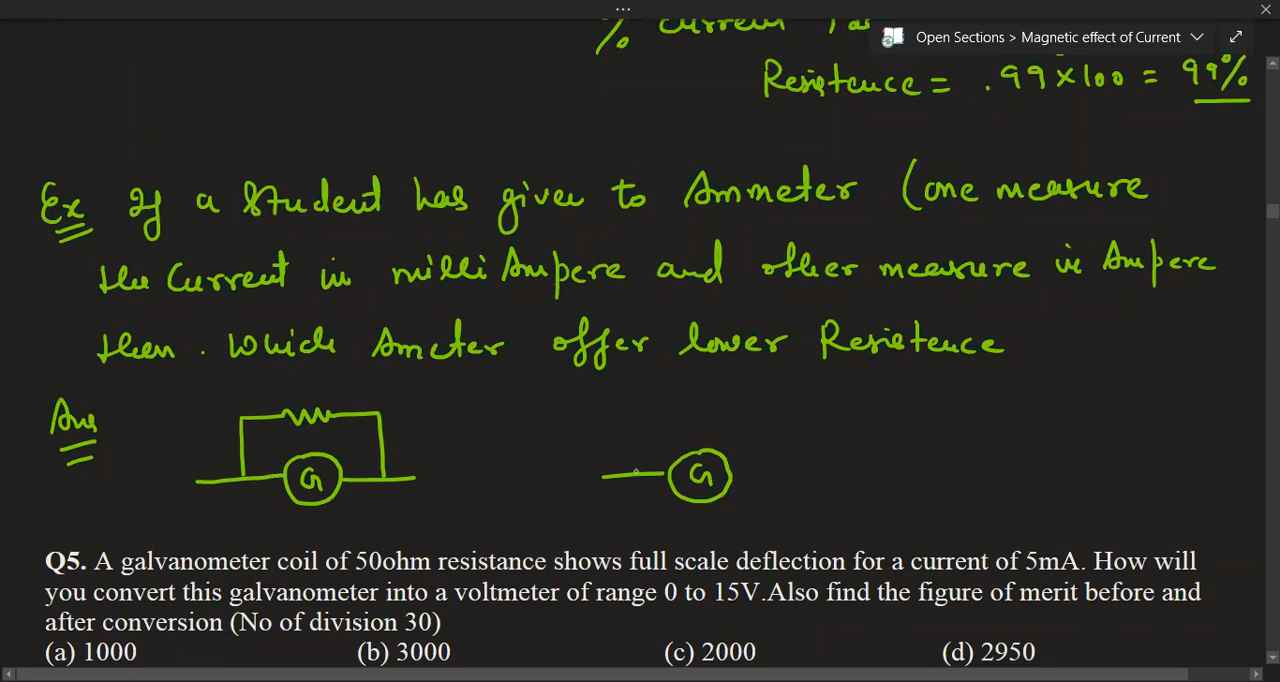 ...
Open Sections > Magnetic effect of Current
% Current
Resistence = .99 × 100 = 99%
Ex If a Student has given to Ammeter (one measure
the Current in milli Ampere and other measure in Ampere
then. Which Ameter offer lower Resistence
Ans
G G
Q5. A galvanometer coil of 50ohm resistance shows full scale deflection for a current of 5mA. How will
you convert this galvanometer into a voltmeter of range 0 to 15V.Also find the figure of merit before and
after conversion (No of division 30)
(a) 1000 (b) 3000 (c) 2000 (d) 2950